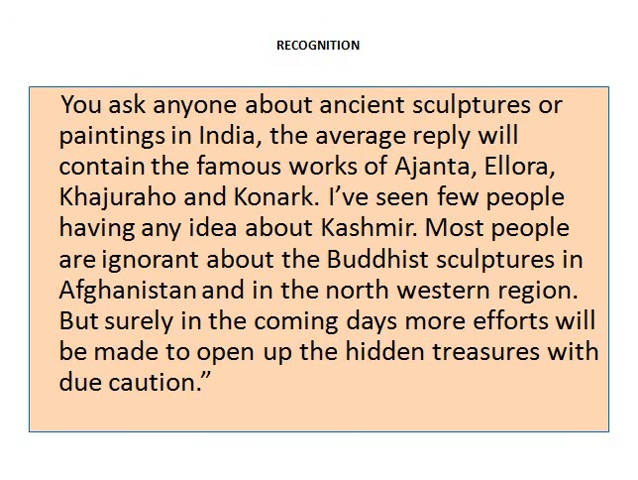 RECOGNITION
You ask anyone about ancient sculptures or
paintings in India, the average reply will
contain the famous works of Ajanta, Ellora,
Khajuraho and Konark. I’ve seen few people
having any idea about Kashmir. Most people
are ignorant about the Buddhist sculptures in
Afghanistan and in the north western region.
But surely in the coming days more efforts will
be made to open up the hidden treasures with
due caution.”